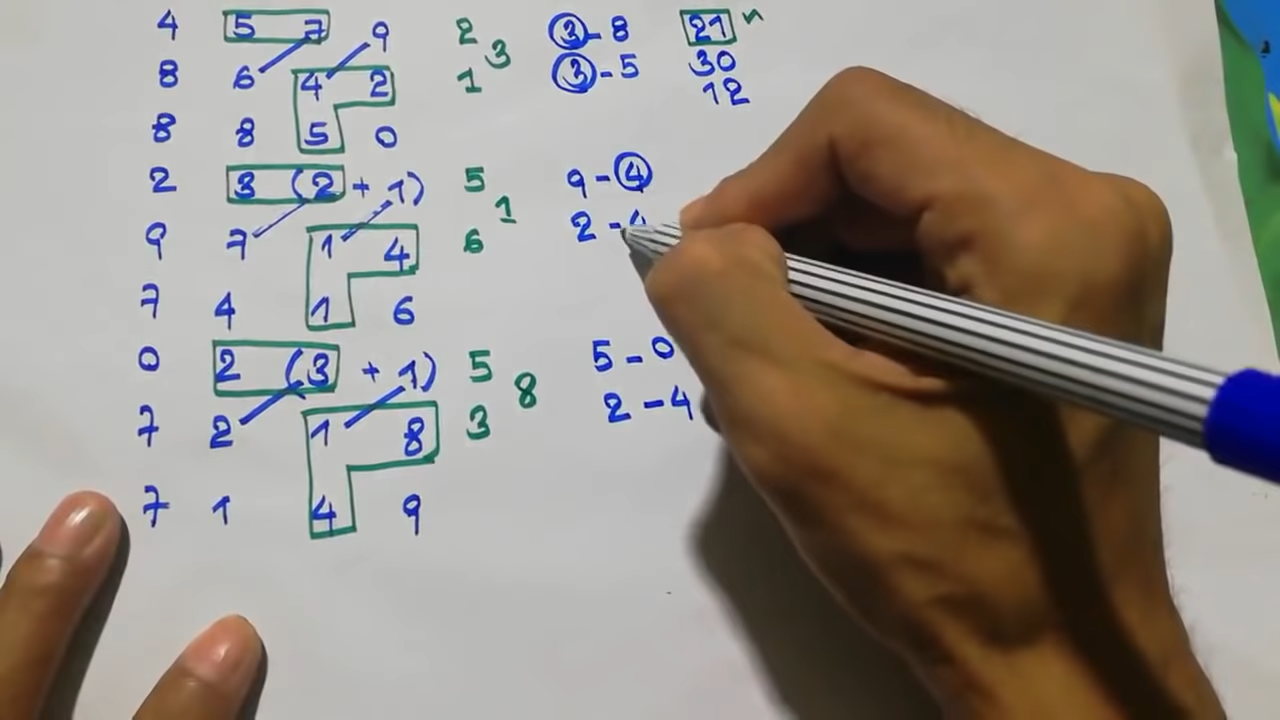 4 5 7 9 2 3 ③-8 21 n
8 6 4 2 1 ③-5 30
12
8 8 5 0
2 3 (2 + 1) 5 1 9-④
9 7 1 4 6 2-4
7 4 1 6
0 2 (3 + 1) 5 8 5-0
7 2 1 8 3 2-4
7 1 4 9